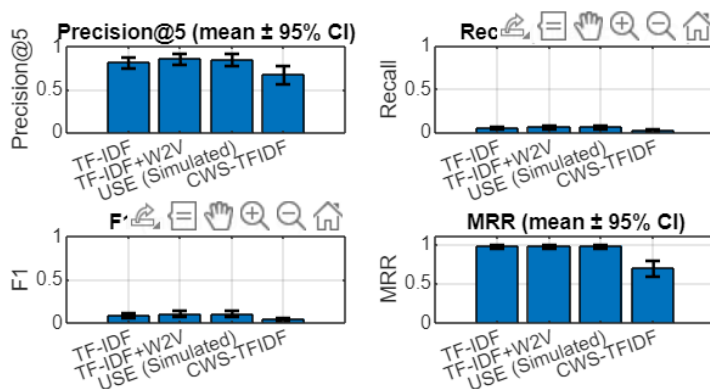 Precision@5 (mean ± 95% CI)
Precision@5
1
0.5
0
TF-IDF
TF-IDF+W2V
USE (Simulated)
CWS-TFIDF
Recall
1
0.5
0
TF-IDF
TF-IDF+W2V
USE (Simulated)
CWS-TFIDF
F1
1
0.5
0
TF-IDF
TF-IDF+W2V
USE (Simulated)
CWS-TFIDF
MRR (mean ± 95% CI)
MRR
1
0.5
0
TF-IDF
TF-IDF+W2V
USE (Simulated)
CWS-TFIDF